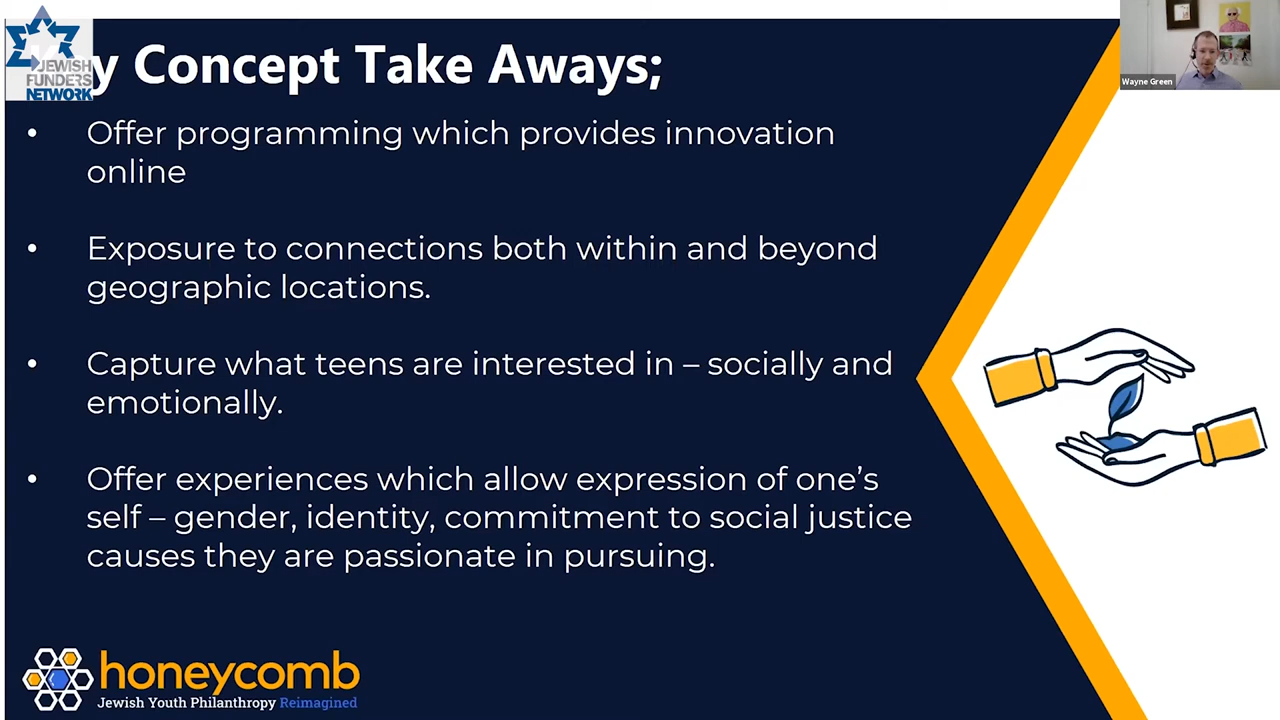 y Concept Take Aways;
JEWISH
FUNDERS
NETWORK
Wayne Green
• Offer programming which provides innovation
online
• Exposure to connections both within and beyond
geographic locations.
• Capture what teens are interested in – socially and
emotionally.
• Offer experiences which allow expression of one’s
self – gender, identity, commitment to social justice
causes they are passionate in pursuing.
honeycomb
Jewish Youth Philanthropy Reimagined